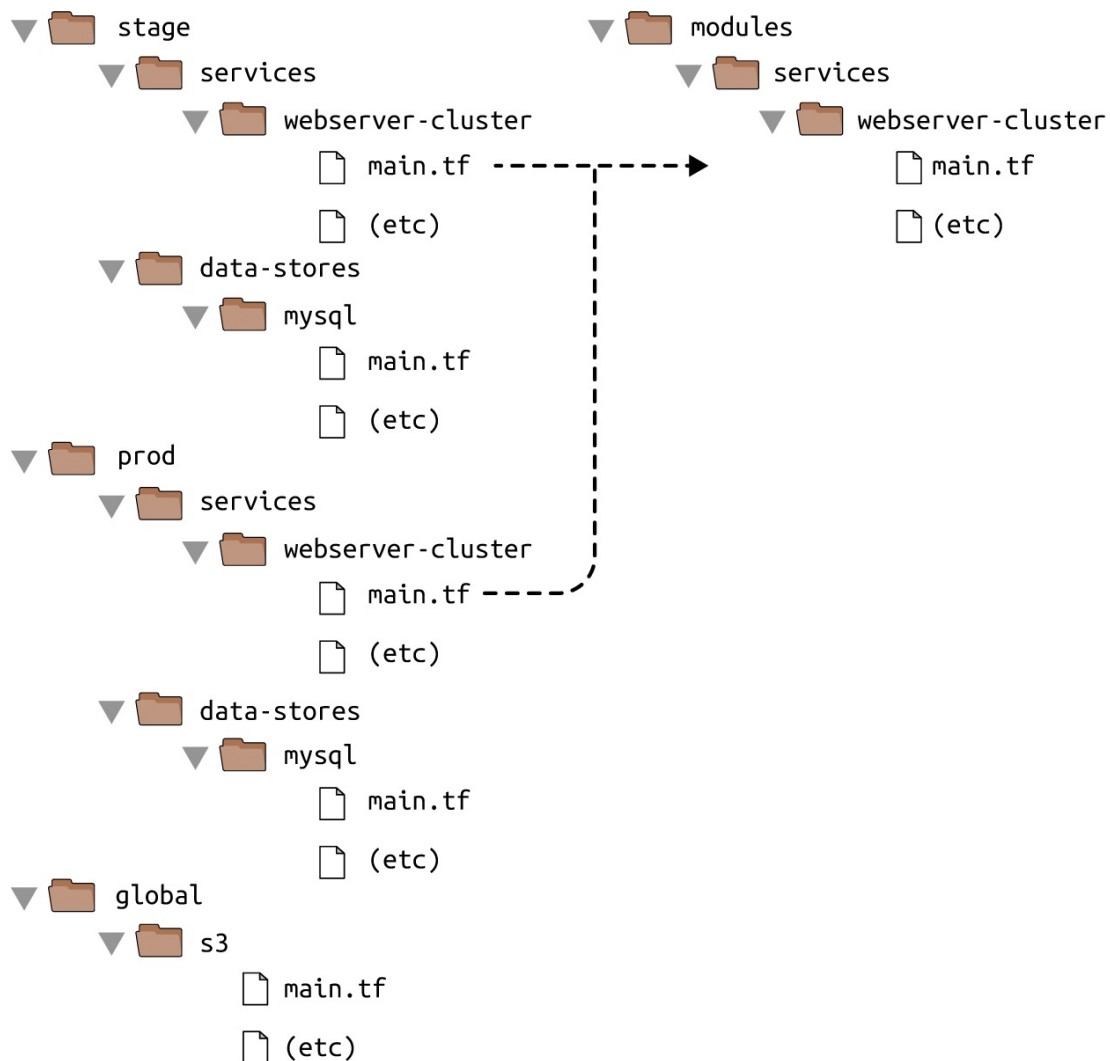 stage
services
webserver-cluster
main.tf
(etc)
data-stores
mysql
main.tf
(etc)
prod
services
webserver-cluster
main.tf
(etc)
data-stores
mysql
main.tf
(etc)
global
s3
main.tf
(etc)
modules
services
webserver-cluster
main.tf
(etc)